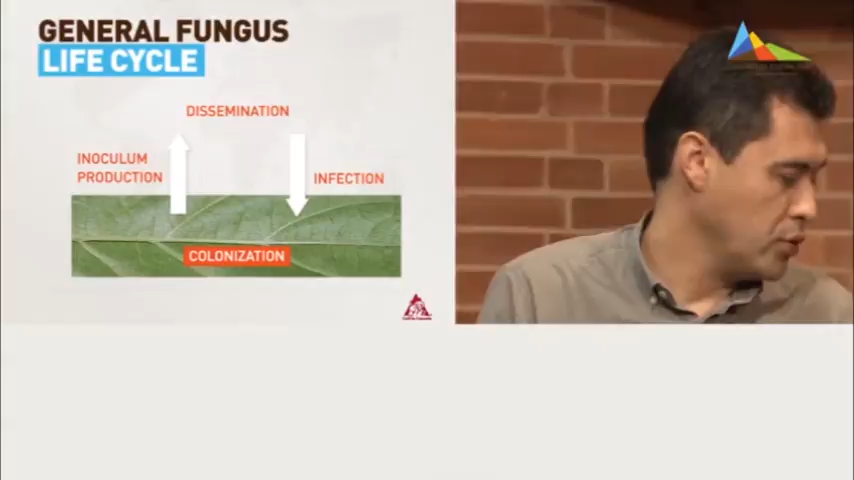 GENERAL FUNGUS
LIFE CYCLE
DISSEMINATION
INOCULUM
PRODUCTION
INFECTION
COLONIZATION